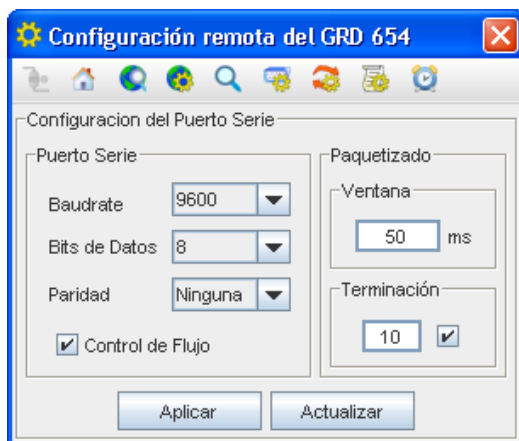 Configuración remota del GRD 654
Configuracion del Puerto Serie
Puerto Serie
Baudrate 9600
Bits de Datos 8
Paridad Ninguna
Control de Flujo
Paquetizado
Ventana
50 ms
Terminación
10
Aplicar Actualizar